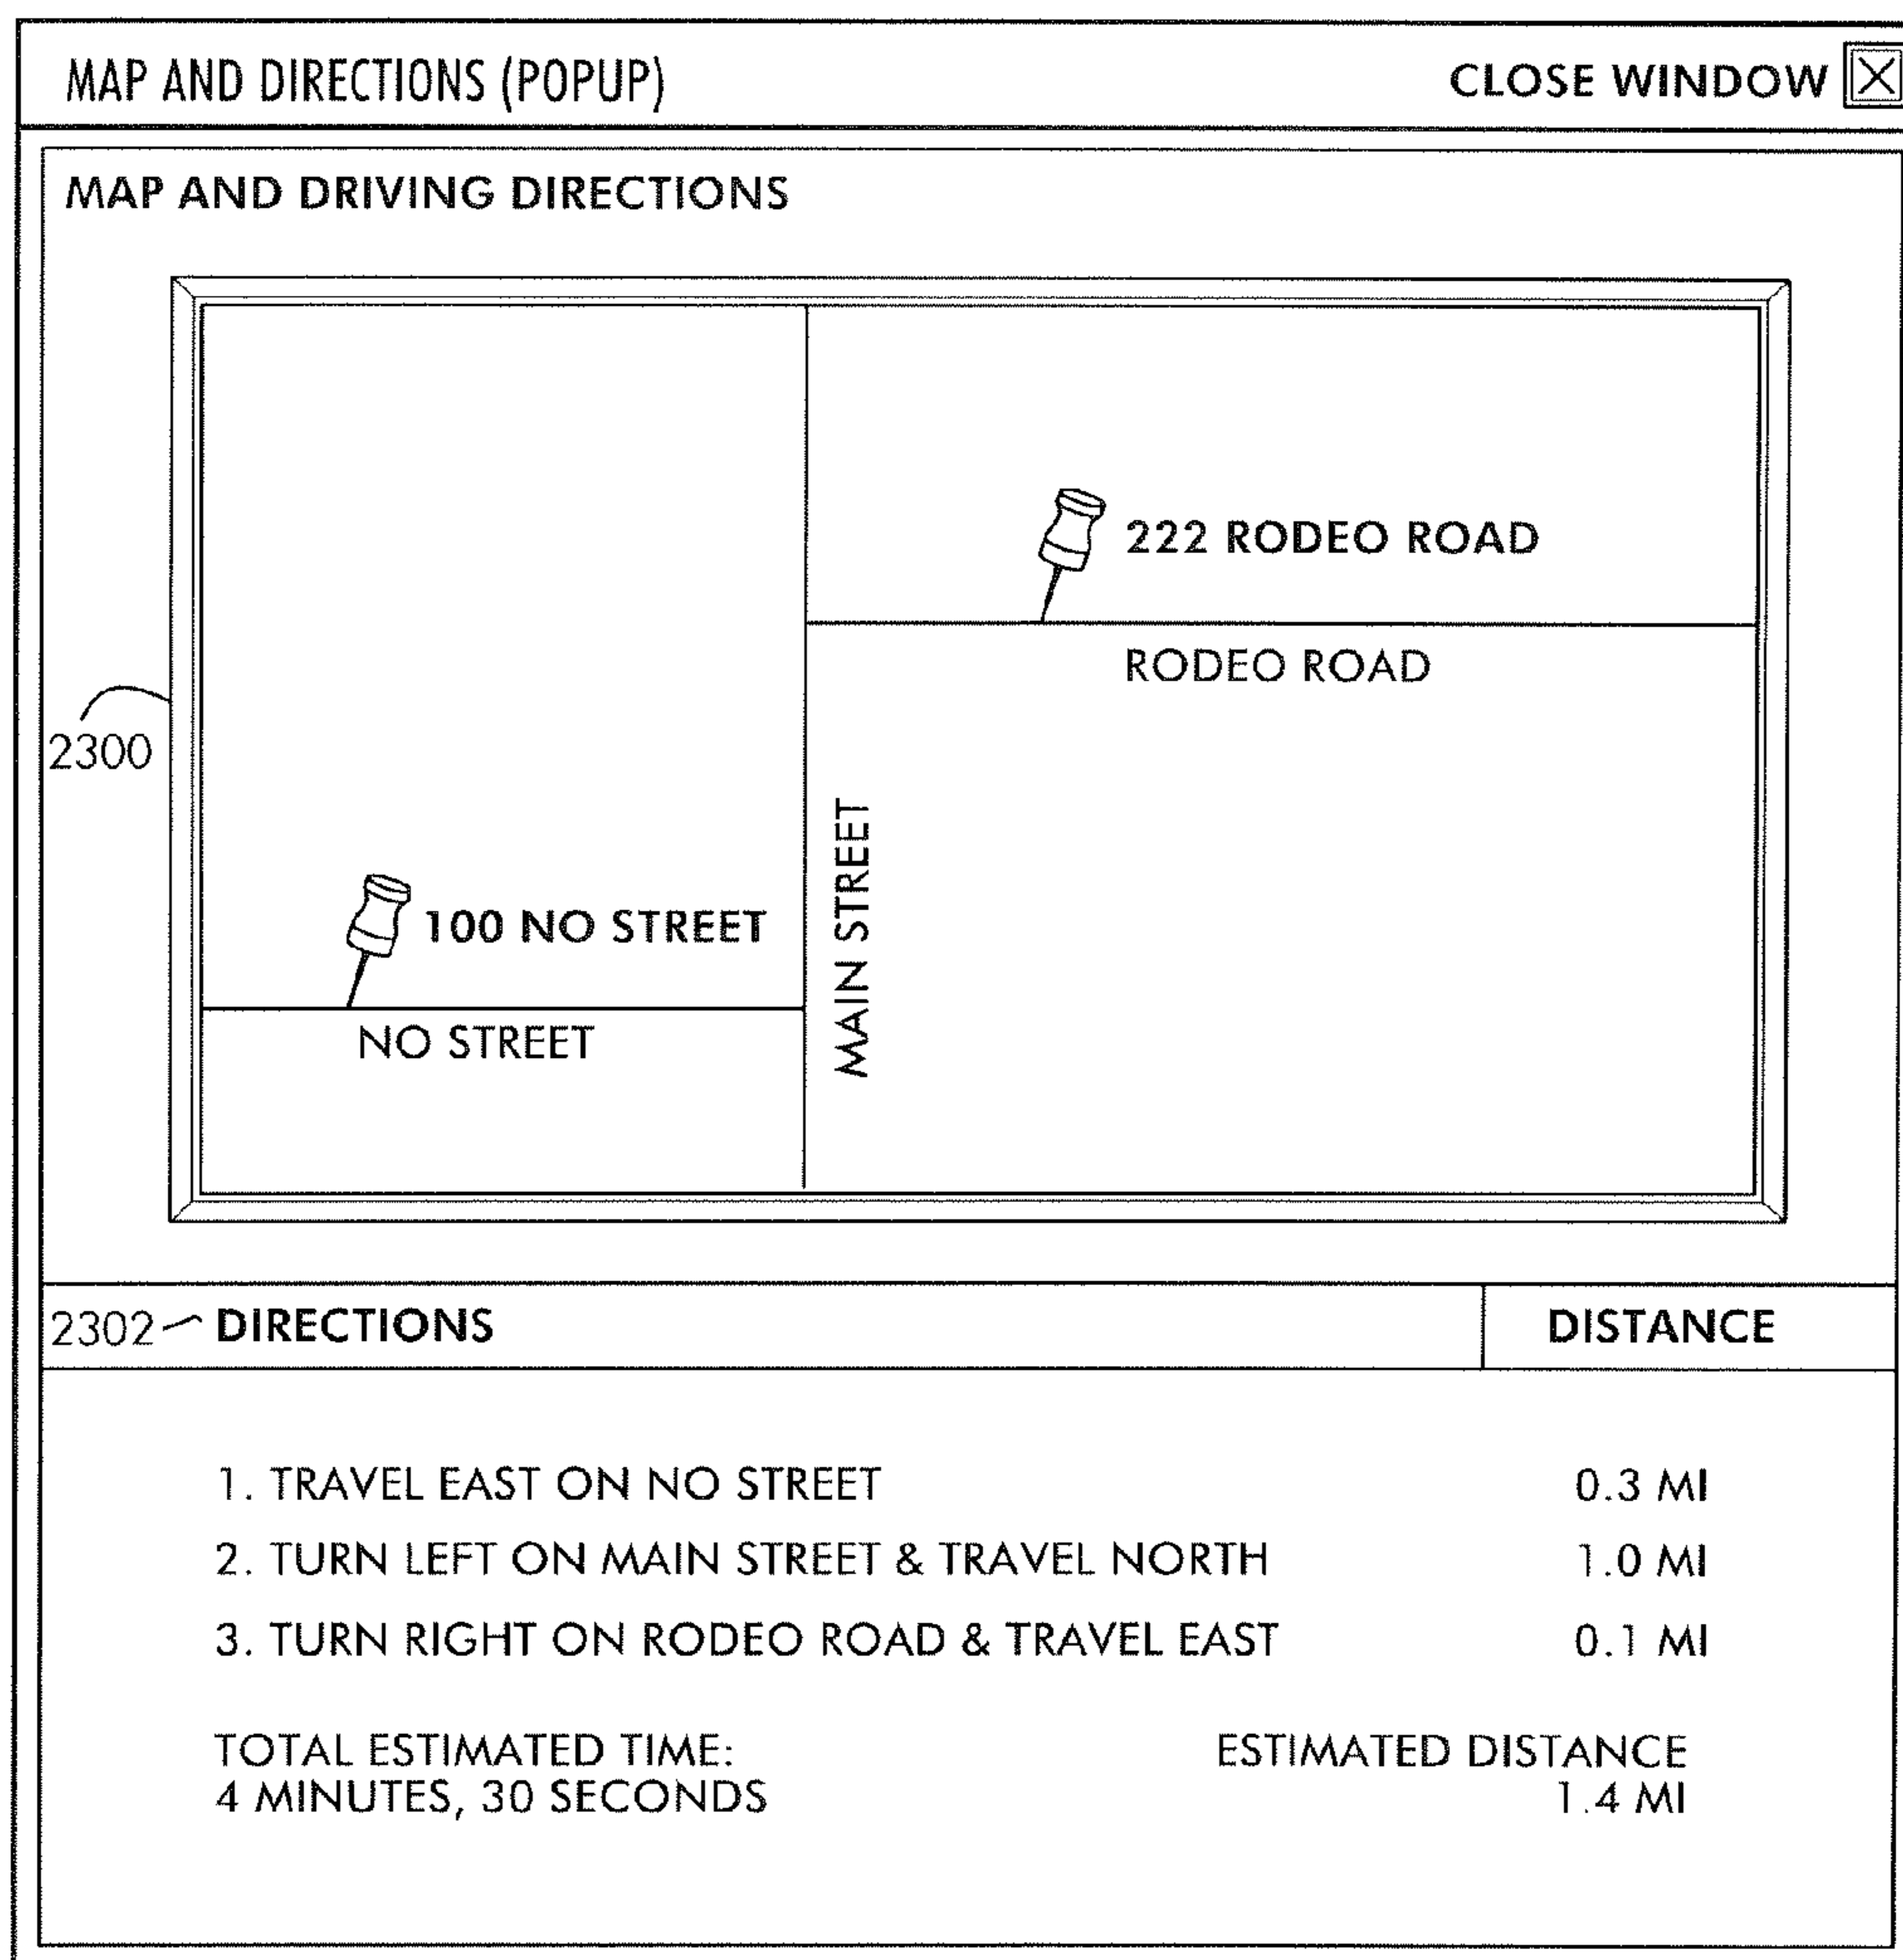 MAP AND DIRECTIONS (POPUP) CLOSE WINDOW
MAP AND DRIVING DIRECTIONS
222 RODEO ROAD
RODEO ROAD
2300
MAIN STREET
100 NO STREET
NO STREET
2302 DIRECTIONS DISTANCE
1. TRAVEL EAST ON NO STREET 0.3 MI
2. TURN LEFT ON MAIN STREET & TRAVEL NORTH 1.0 MI
3. TURN RIGHT ON RODEO ROAD & TRAVEL EAST 0.1 MI
TOTAL ESTIMATED TIME: ESTIMATED DISTANCE
4 MINUTES, 30 SECONDS 1.4 MI